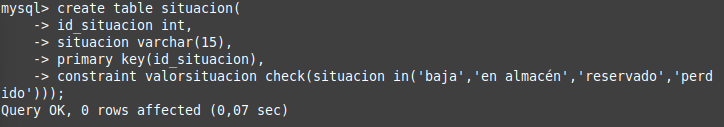 mysql> create table situacion(
    -> id_situacion int,
    -> situacion varchar(15),
    -> primary key(id_situacion),
    -> constraint valorsituacion check(situacion in('baja','en almacén','reservado','perd
ido')));
Query OK, 0 rows affected (0,07 sec)